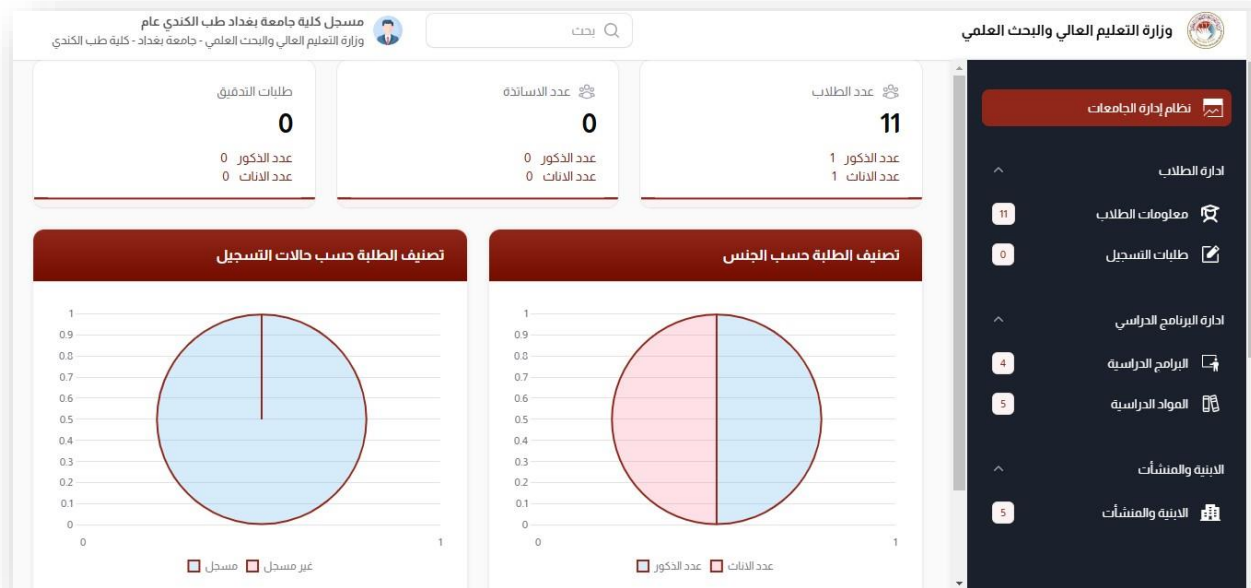 وزارة التعليم العالي والبحث العلمي
بحث
مسجل كلية جامعة بغداد طب الكندي عام
وزارة التعليم العالي والبحث العلمي - جامعة بغداد - كلية طب الكندي
نظام إدارة الجامعات
ادارة الطلاب
معلومات الطلاب
11
طلبات التسجيل
0
ادارة البرنامج الدراسي
البرامج الدراسية
4
المواد الدراسية
5
الابنية والمنشأت
الابنية والمنشأت
5
عدد الطلاب
11
عدد الذكور 1
عدد الاناث 1
عدد الاساتذة
0
عدد الذكور 0
عدد الاناث 0
طلبات التدقيق
0
عدد الذكور 0
عدد الاناث 0
تصنيف الطلبة حسب الجنس
1
0.9
0.8
0.7
0.6
0.5
0.4
0.3
0.2
0.1
0
0 1
عدد الاناث عدد الذكور
تصنيف الطلبة حسب حالات التسجيل
1
0.9
0.8
0.7
0.6
0.5
0.4
0.3
0.2
0.1
0
0 1
غير مسجل مسجل